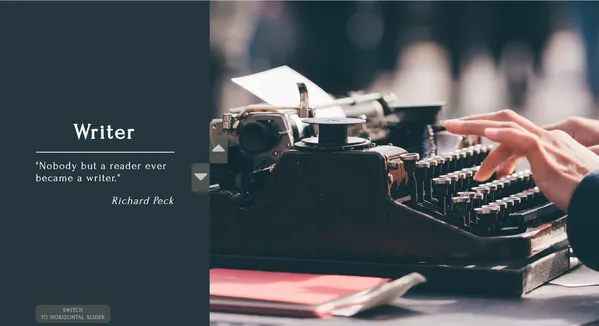 Writer
"Nobody but a reader ever
became a writer."
Richard Peck
SWITCH
TO HORIZONTAL SLIDER